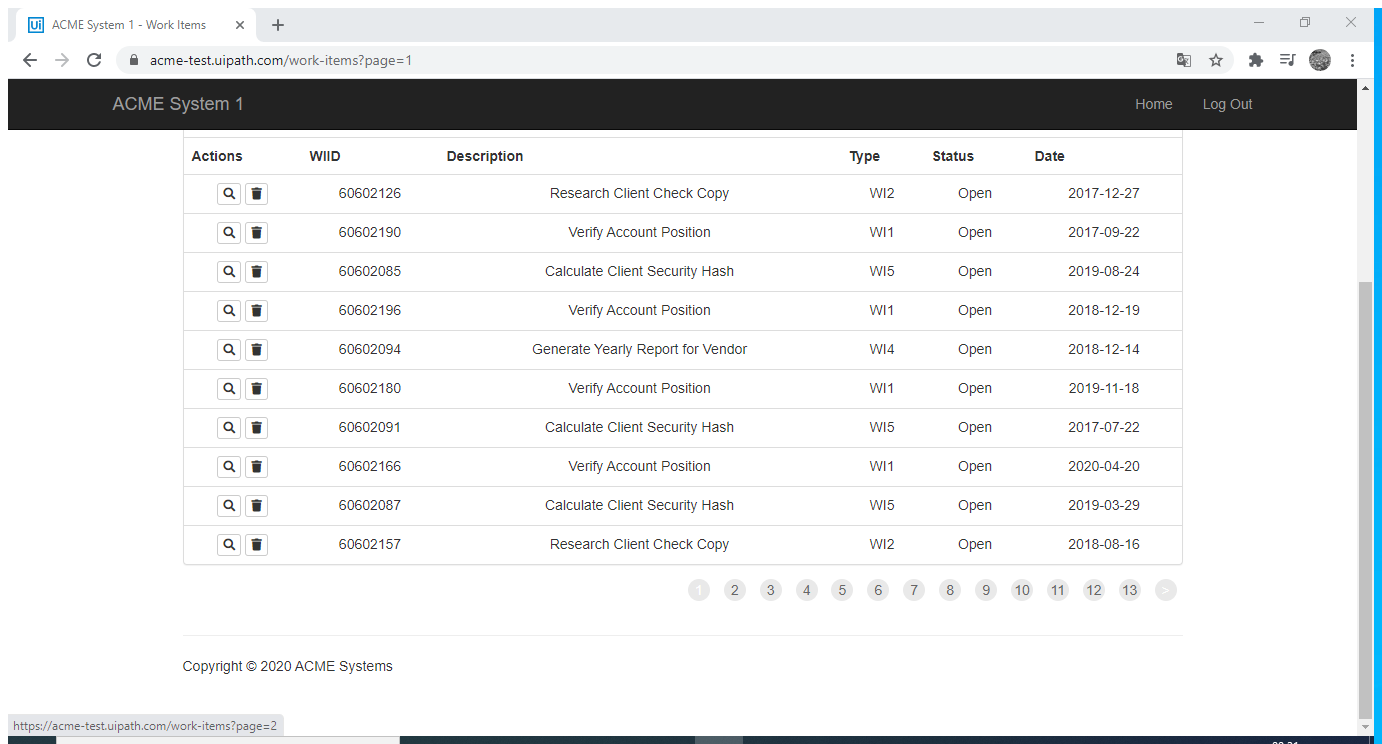 ACME System 1 - Work Items
acme-test.uipath.com/work-items?page=1
ACME System 1 Home Log Out
Actions WIID Description Type Status Date
60602126 Research Client Check Copy WI2 Open 2017-12-27
60602190 Verify Account Position WI1 Open 2017-09-22
60602085 Calculate Client Security Hash WI5 Open 2019-08-24
60602196 Verify Account Position WI1 Open 2018-12-19
60602094 Generate Yearly Report for Vendor WI4 Open 2018-12-14
60602180 Verify Account Position WI1 Open 2019-11-18
60602091 Calculate Client Security Hash WI5 Open 2017-07-22
60602166 Verify Account Position WI1 Open 2020-04-20
60602087 Calculate Client Security Hash WI5 Open 2019-03-29
60602157 Research Client Check Copy WI2 Open 2018-08-16
1 2 3 4 5 6 7 8 9 10 11 12 13 >
Copyright © 2020 ACME Systems
https://acme-test.uipath.com/work-items?page=2